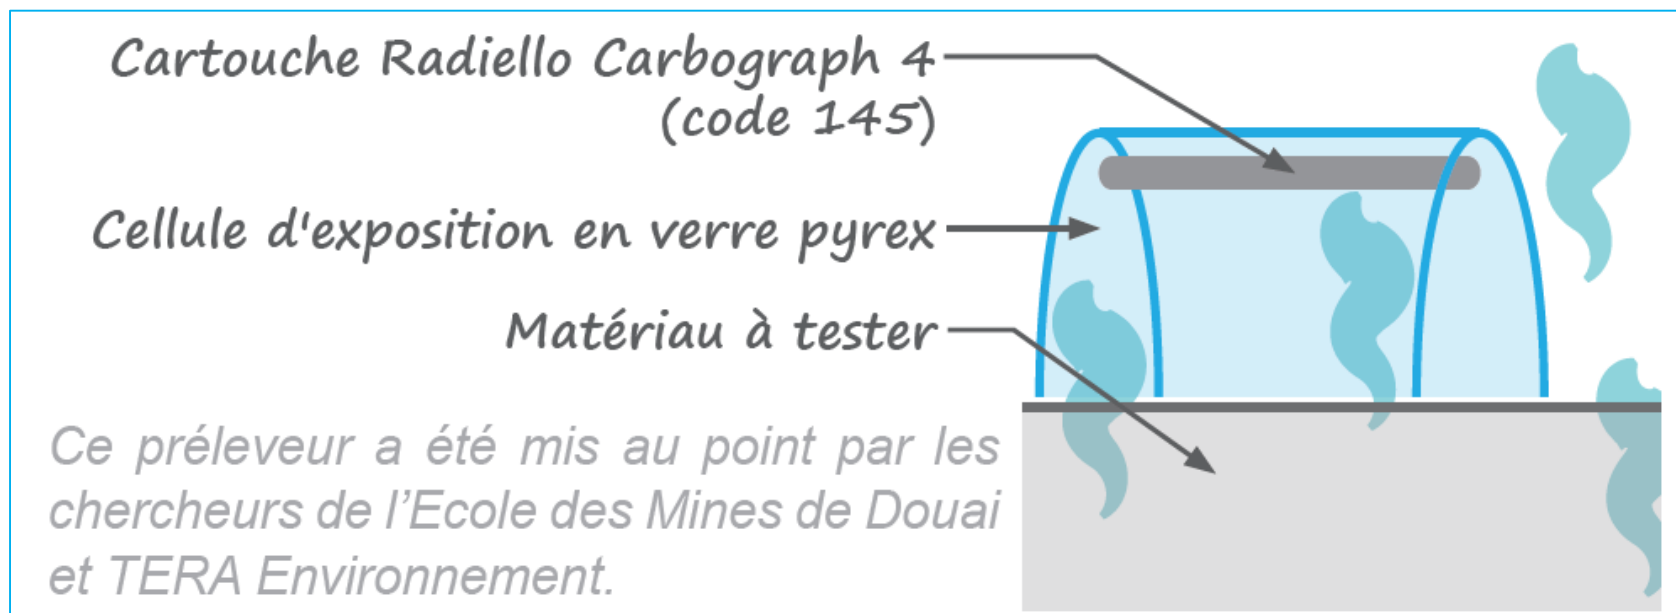 Cartouche Radiello Carbograph 4
(code 145)
Cellule d'exposition en verre pyrex
Matériau à tester
Ce préleveur a été mis au point par les
chercheurs de l’Ecole des Mines de Douai
et TERA Environnement.